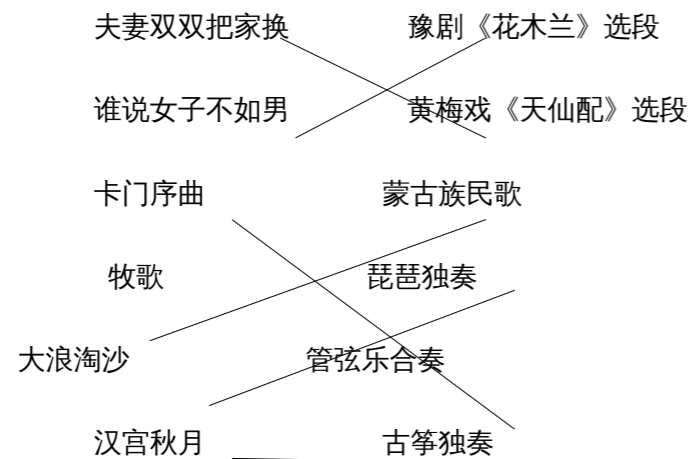 夫妻双双把家换 豫剧《花木兰》选段
谁说女子不如男 黄梅戏《天仙配》选段
卡门序曲 蒙古族民歌
牧歌 琵琶独奏
大浪淘沙 管弦乐合奏
汉宫秋月 古筝独奏